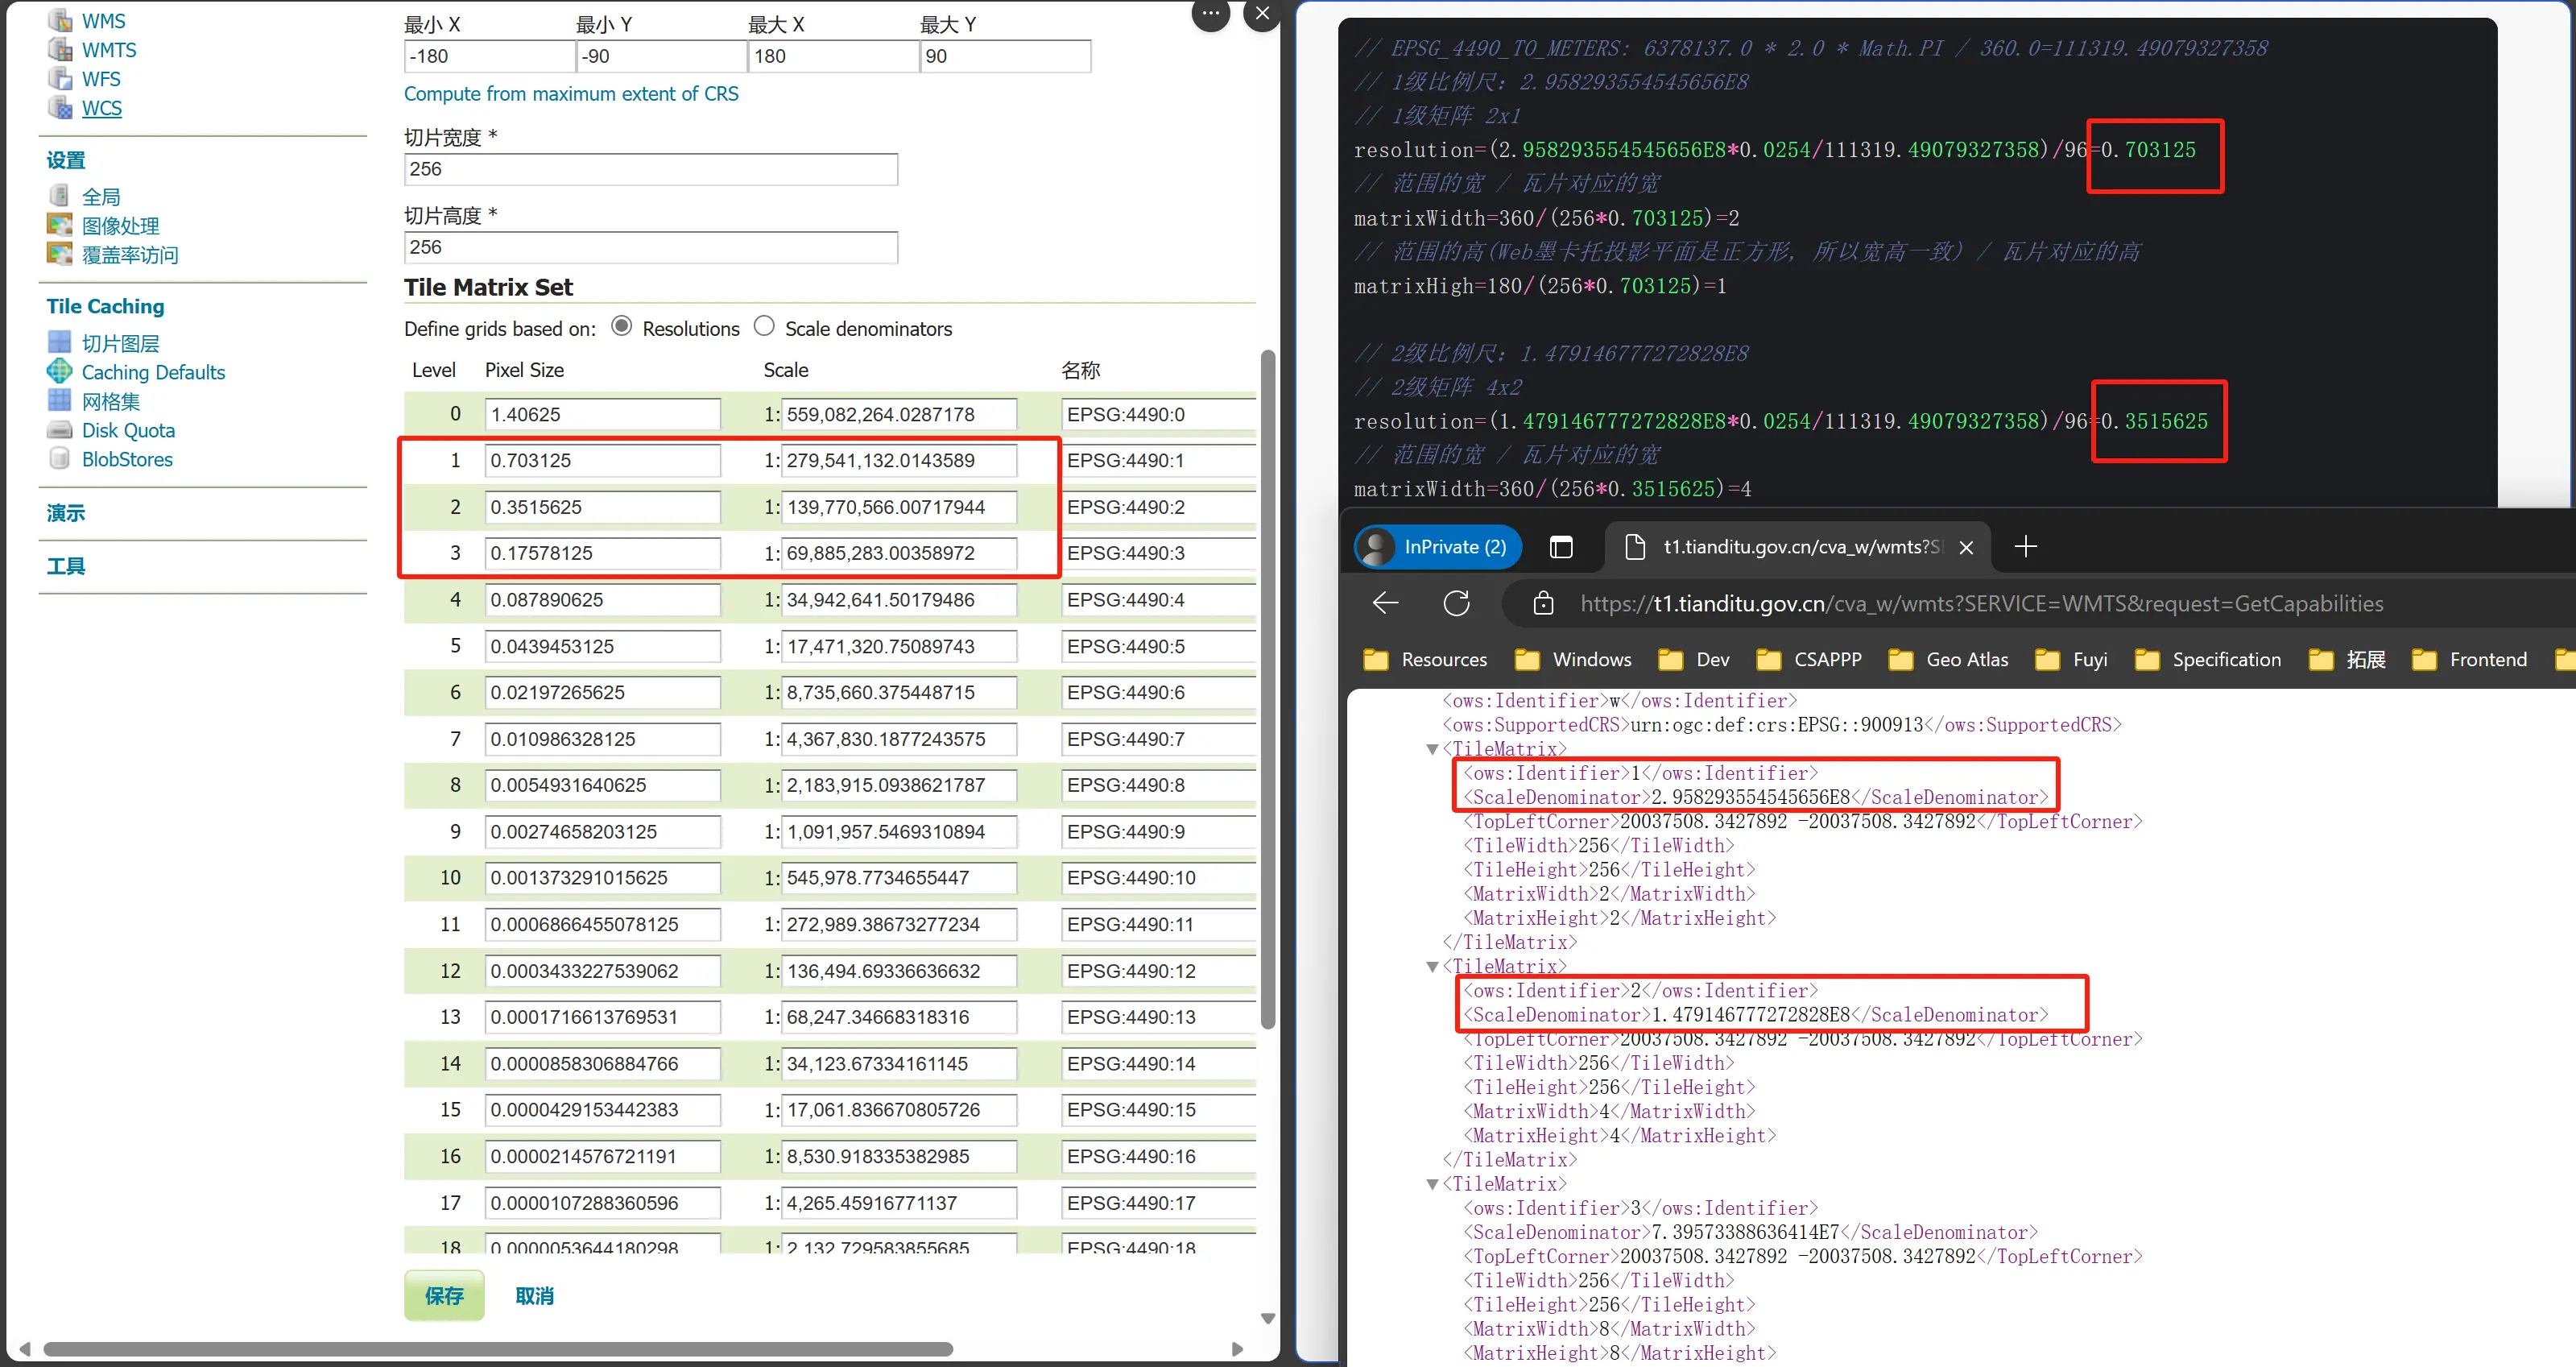 WMS
WMTS
WFS
WCS
设置
全局
图像处理
覆盖率访问
Tile Caching
切片图层
Caching Defaults
网格集
Disk Quota
BlobStores
演示
工具
最小 X 最小 Y 最大 X 最大 Y
-180 -90 180 90
Compute from maximum extent of CRS
切片宽度 *
256
切片高度 *
256
Tile Matrix Set
Define grids based on: Resolutions Scale denominators
Level Pixel Size Scale 名称
0 1.40625 1: 559,082,264.0287178 EPSG:4490:0
1 0.703125 1: 279,541,132.0143589 EPSG:4490:1
2 0.3515625 1: 139,770,566.00717944 EPSG:4490:2
3 0.17578125 1: 69,885,283.00358972 EPSG:4490:3
4 0.087890625 1: 34,942,641.50179486 EPSG:4490:4
5 0.0439453125 1: 17,471,320.75089743 EPSG:4490:5
6 0.02197265625 1: 8,735,660.375448715 EPSG:4490:6
7 0.010986328125 1: 4,367,830.1877243575 EPSG:4490:7
8 0.0054931640625 1: 2,183,915.0938621787 EPSG:4490:8
9 0.00274658203125 1: 1,091,957.5469310894 EPSG:4490:9
10 0.001373291015625 1: 545,978.7734655447 EPSG:4490:10
11 0.0006866455078125 1: 272,989.38673277234 EPSG:4490:11
12 0.0003433227539062 1: 136,494.69336636632 EPSG:4490:12
13 0.0001716613769531 1: 68,247.34668318316 EPSG:4490:13
14 0.0000858306884766 1: 34,123.67334161145 EPSG:4490:14
15 0.0000429153442383 1: 17,061.836670805726 EPSG:4490:15
16 0.0000214576721191 1: 8,530.918335382985 EPSG:4490:16
17 0.0000107288360596 1: 4,265.45916771137 EPSG:4490:17
18 0.0000053644180298 1: 2,132.729583855685 EPSG:4490:18
保存 取消
// EPSG_4490_TO_METERS: 6378137.0 * 2.0 * Math.PI / 360.0=111319.49079327358
// 1级比例尺: 2.958293554545656E8
// 1级矩阵 2x1
resolution=(2.958293554545656E8*0.0254/111319.49079327358)/96=0.703125
// 范围的宽 / 瓦片对应的宽
matrixWidth=360/(256*0.703125)=2
// 范围的高(Web墨卡托投影平面是正方形, 所以宽高一致) / 瓦片对应的高
matrixHigh=180/(256*0.703125)=1
// 2级比例尺: 1.479146777272828E8
// 2级矩阵 4x2
resolution=(1.479146777272828E8*0.0254/111319.49079327358)/96=0.3515625
// 范围的宽 / 瓦片对应的宽
matrixWidth=360/(256*0.3515625)=4
InPrivate (2) t1.tianditu.gov.cn/cva_w/wmts?S
https://t1.tianditu.gov.cn/cva_w/wmts?SERVICE=WMTS&request=GetCapabilities
Resources Windows Dev CSAPPP Geo Atlas Fuyi Specification 拓展 Frontend
<ows:Identifier>w</ows:Identifier>
<ows:SupportedCRS>urn:ogc:def:crs:EPSG::900913</ows:SupportedCRS>
<TileMatrix>
<ows:Identifier>1</ows:Identifier>
<ScaleDenominator>2.958293554545656E8</ScaleDenominator>
<TopLeftCorner>20037508.3427892 -20037508.3427892</TopLeftCorner>
<TileWidth>256</TileWidth>
<TileHeight>256</TileHeight>
<MatrixWidth>2</MatrixWidth>
<MatrixHeight>2</MatrixHeight>
</TileMatrix>
<TileMatrix>
<ows:Identifier>2</ows:Identifier>
<ScaleDenominator>1.479146777272828E8</ScaleDenominator>
<TopLeftCorner>20037508.3427892 -20037508.3427892</TopLeftCorner>
<TileWidth>256</TileWidth>
<TileHeight>256</TileHeight>
<MatrixWidth>4</MatrixWidth>
<MatrixHeight>4</MatrixHeight>
</TileMatrix>
<TileMatrix>
<ows:Identifier>3</ows:Identifier>
<ScaleDenominator>7.39573388636414E7</ScaleDenominator>
<TopLeftCorner>20037508.3427892 -20037508.3427892</TopLeftCorner>
<TileWidth>256</TileWidth>
<TileHeight>256</TileHeight>
<MatrixWidth>8</MatrixWidth>
<MatrixHeight>8</MatrixHeight>